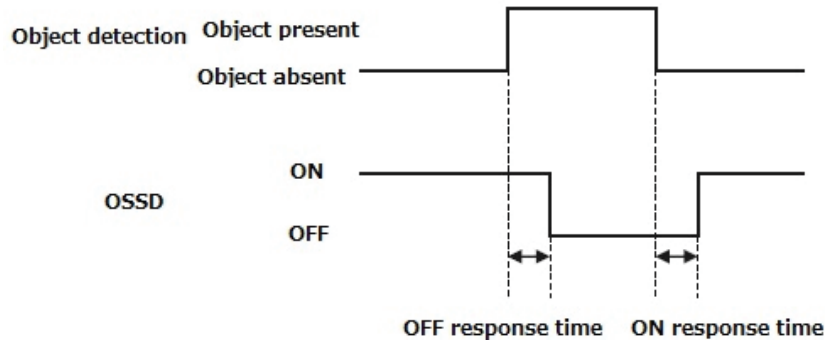 Object detection
Object present
Object absent
OSSD
ON
OFF
OFF response time
ON response time